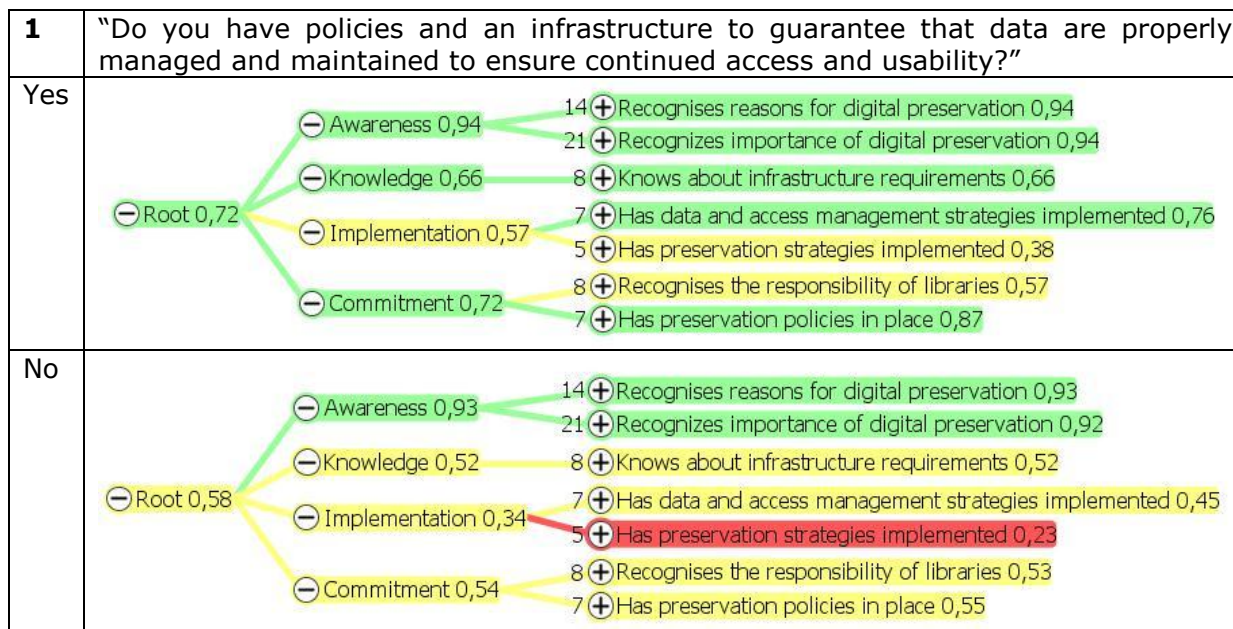 1
"Do you have policies and an infrastructure to guarantee that data are properly
managed and maintained to ensure continued access and usability?"
Yes
Root 0,72
Awareness 0,94
14 Recognises reasons for digital preservation 0,94
21 Recognizes importance of digital preservation 0,94
Knowledge 0,66
8 Knows about infrastructure requirements 0,66
Implementation 0,57
7 Has data and access management strategies implemented 0,76
5 Has preservation strategies implemented 0,38
Commitment 0,72
8 Recognises the responsibility of libraries 0,57
7 Has preservation policies in place 0,87
No
Root 0,58
Awareness 0,93
14 Recognises reasons for digital preservation 0,93
21 Recognizes importance of digital preservation 0,92
Knowledge 0,52
8 Knows about infrastructure requirements 0,52
Implementation 0,34
7 Has data and access management strategies implemented 0,45
5 Has preservation strategies implemented 0,23
Commitment 0,54
8 Recognises the responsibility of libraries 0,53
7 Has preservation policies in place 0,55